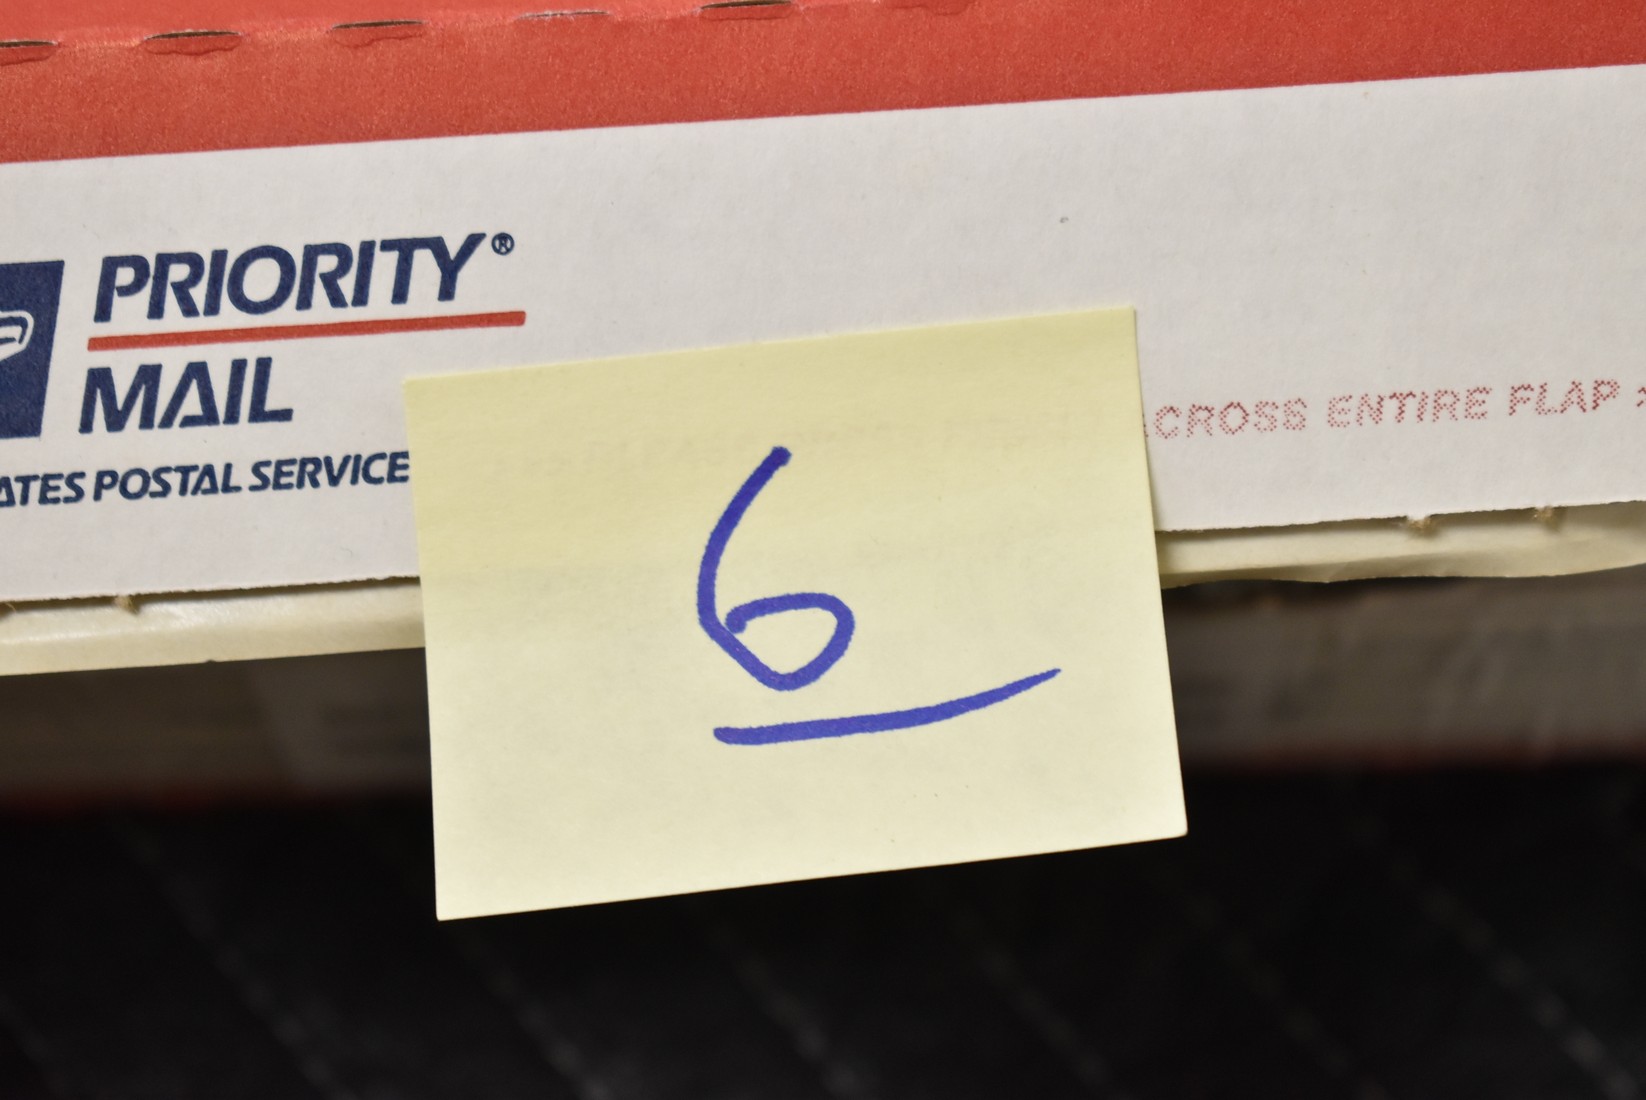 PRIORITY®
MAIL
ATES POSTAL SERVICE
CROSS ENTIRE FLAP
6